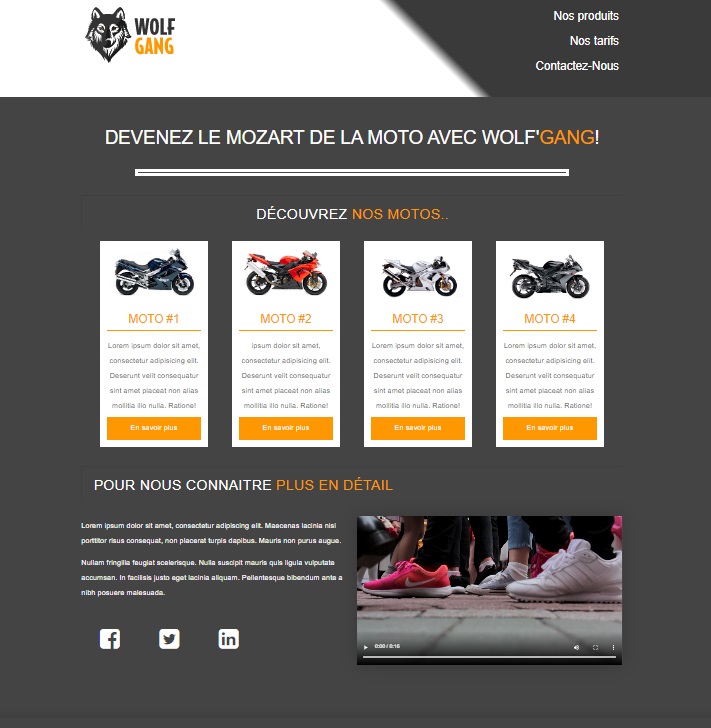 WOLF
GANG
Nos produits
Nos tarifs
Contactez-Nous
DEVENEZ LE MOZART DE LA MOTO AVEC WOLF'GANG!
DÉCOUVREZ NOS MOTOS..
MOTO #1
Lorem ipsum dolor sit amet,
consectetur adipisicing elit.
Deserunt velit consequatur
sint amet placeat non alias
mollitia illo nulla. Ratione!
En savoir plus
MOTO #2
ipsum dolor sit amet,
consectetur adipisicing elit.
Deserunt velit consequatur
sint amet placeat non alias
mollitia illo nulla. Ratione!
En savoir plus
MOTO #3
Lorem ipsum dolor sit amet,
consectetur adipisicing elit.
Deserunt velit consequatur
sint amet placeat non alias
mollitia illo nulla. Ratione!
En savoir plus
MOTO #4
Lorem ipsum dolor sit amet,
consectetur adipisicing elit.
Deserunt velit consequatur
sint amet placeat non alias
mollitia illo nulla. Ratione!
En savoir plus
POUR NOUS CONNAITRE PLUS EN DÉTAIL
Lorem ipsum dolor sit amet, consectetur adipiscing elit. Maecenas lacinia nisl
porttitor risus consequat, non placerat turpis dapibus. Mauris non purus augue.
Nullam fringilla feugiat scelerisque. Nulla suscipit mauris quis ligula vulputate
accumsan. In facilisis justo eget lacinia aliquam. Pellentesque bibendum ante a
nibh posuere malesuada.
0:00 / 0:15